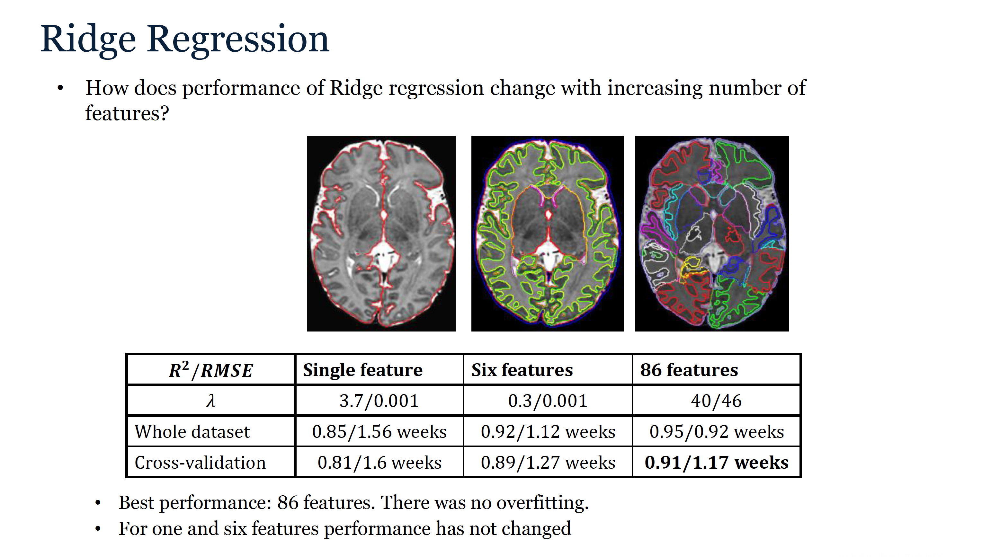 Ridge Regression
• How does performance of Ridge regression change with increasing number of
features?
R²/RMSE Single feature Six features 86 features
λ 3.7/0.001 0.3/0.001 40/46
Whole dataset 0.85/1.56 weeks 0.92/1.12 weeks 0.95/0.92 weeks
Cross-validation 0.81/1.6 weeks 0.89/1.27 weeks 0.91/1.17 weeks
• Best performance: 86 features. There was no overfitting.
• For one and six features performance has not changed